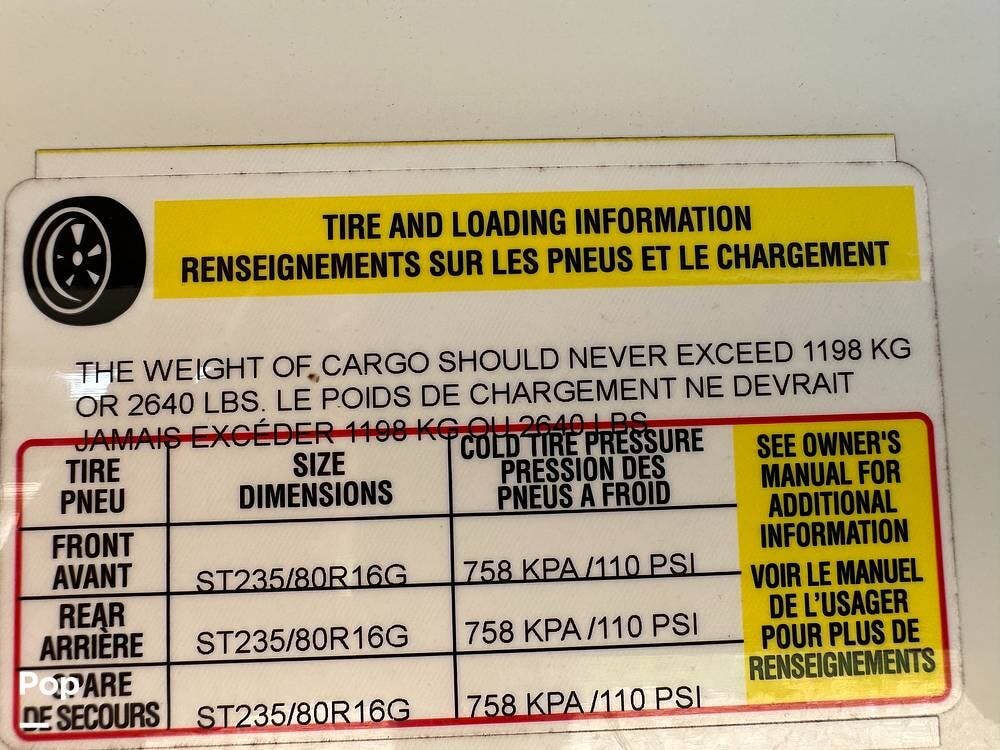 TIRE AND LOADING INFORMATION
RENSEIGNEMENTS SUR LES PNEUS ET LE CHARGEMENT
THE WEIGHT OF CARGO SHOULD NEVER EXCEED 1198 KG
OR 2640 LBS. LE POIDS DE CHARGEMENT NE DEVRAIT
JAMAIS EXCÉDER 1198 KG OU 2640 LBS.
TIRE
PNEU
SIZE
DIMENSIONS
COLD TIRE PRESSURE
PRESSION DES
PNEUS A FROID
FRONT
AVANT
ST235/80R16G
758 KPA /110 PSI
REAR
ARRIÈRE
ST235/80R16G
758 KPA /110 PSI
SPARE
DE SECOURS
ST235/80R16G
758 KPA /110 PSI
SEE OWNER'S
MANUAL FOR
ADDITIONAL
INFORMATION
VOIR LE MANUEL
DE L'USAGER
POUR PLUS DE
RENSEIGNEMENTS
Pop